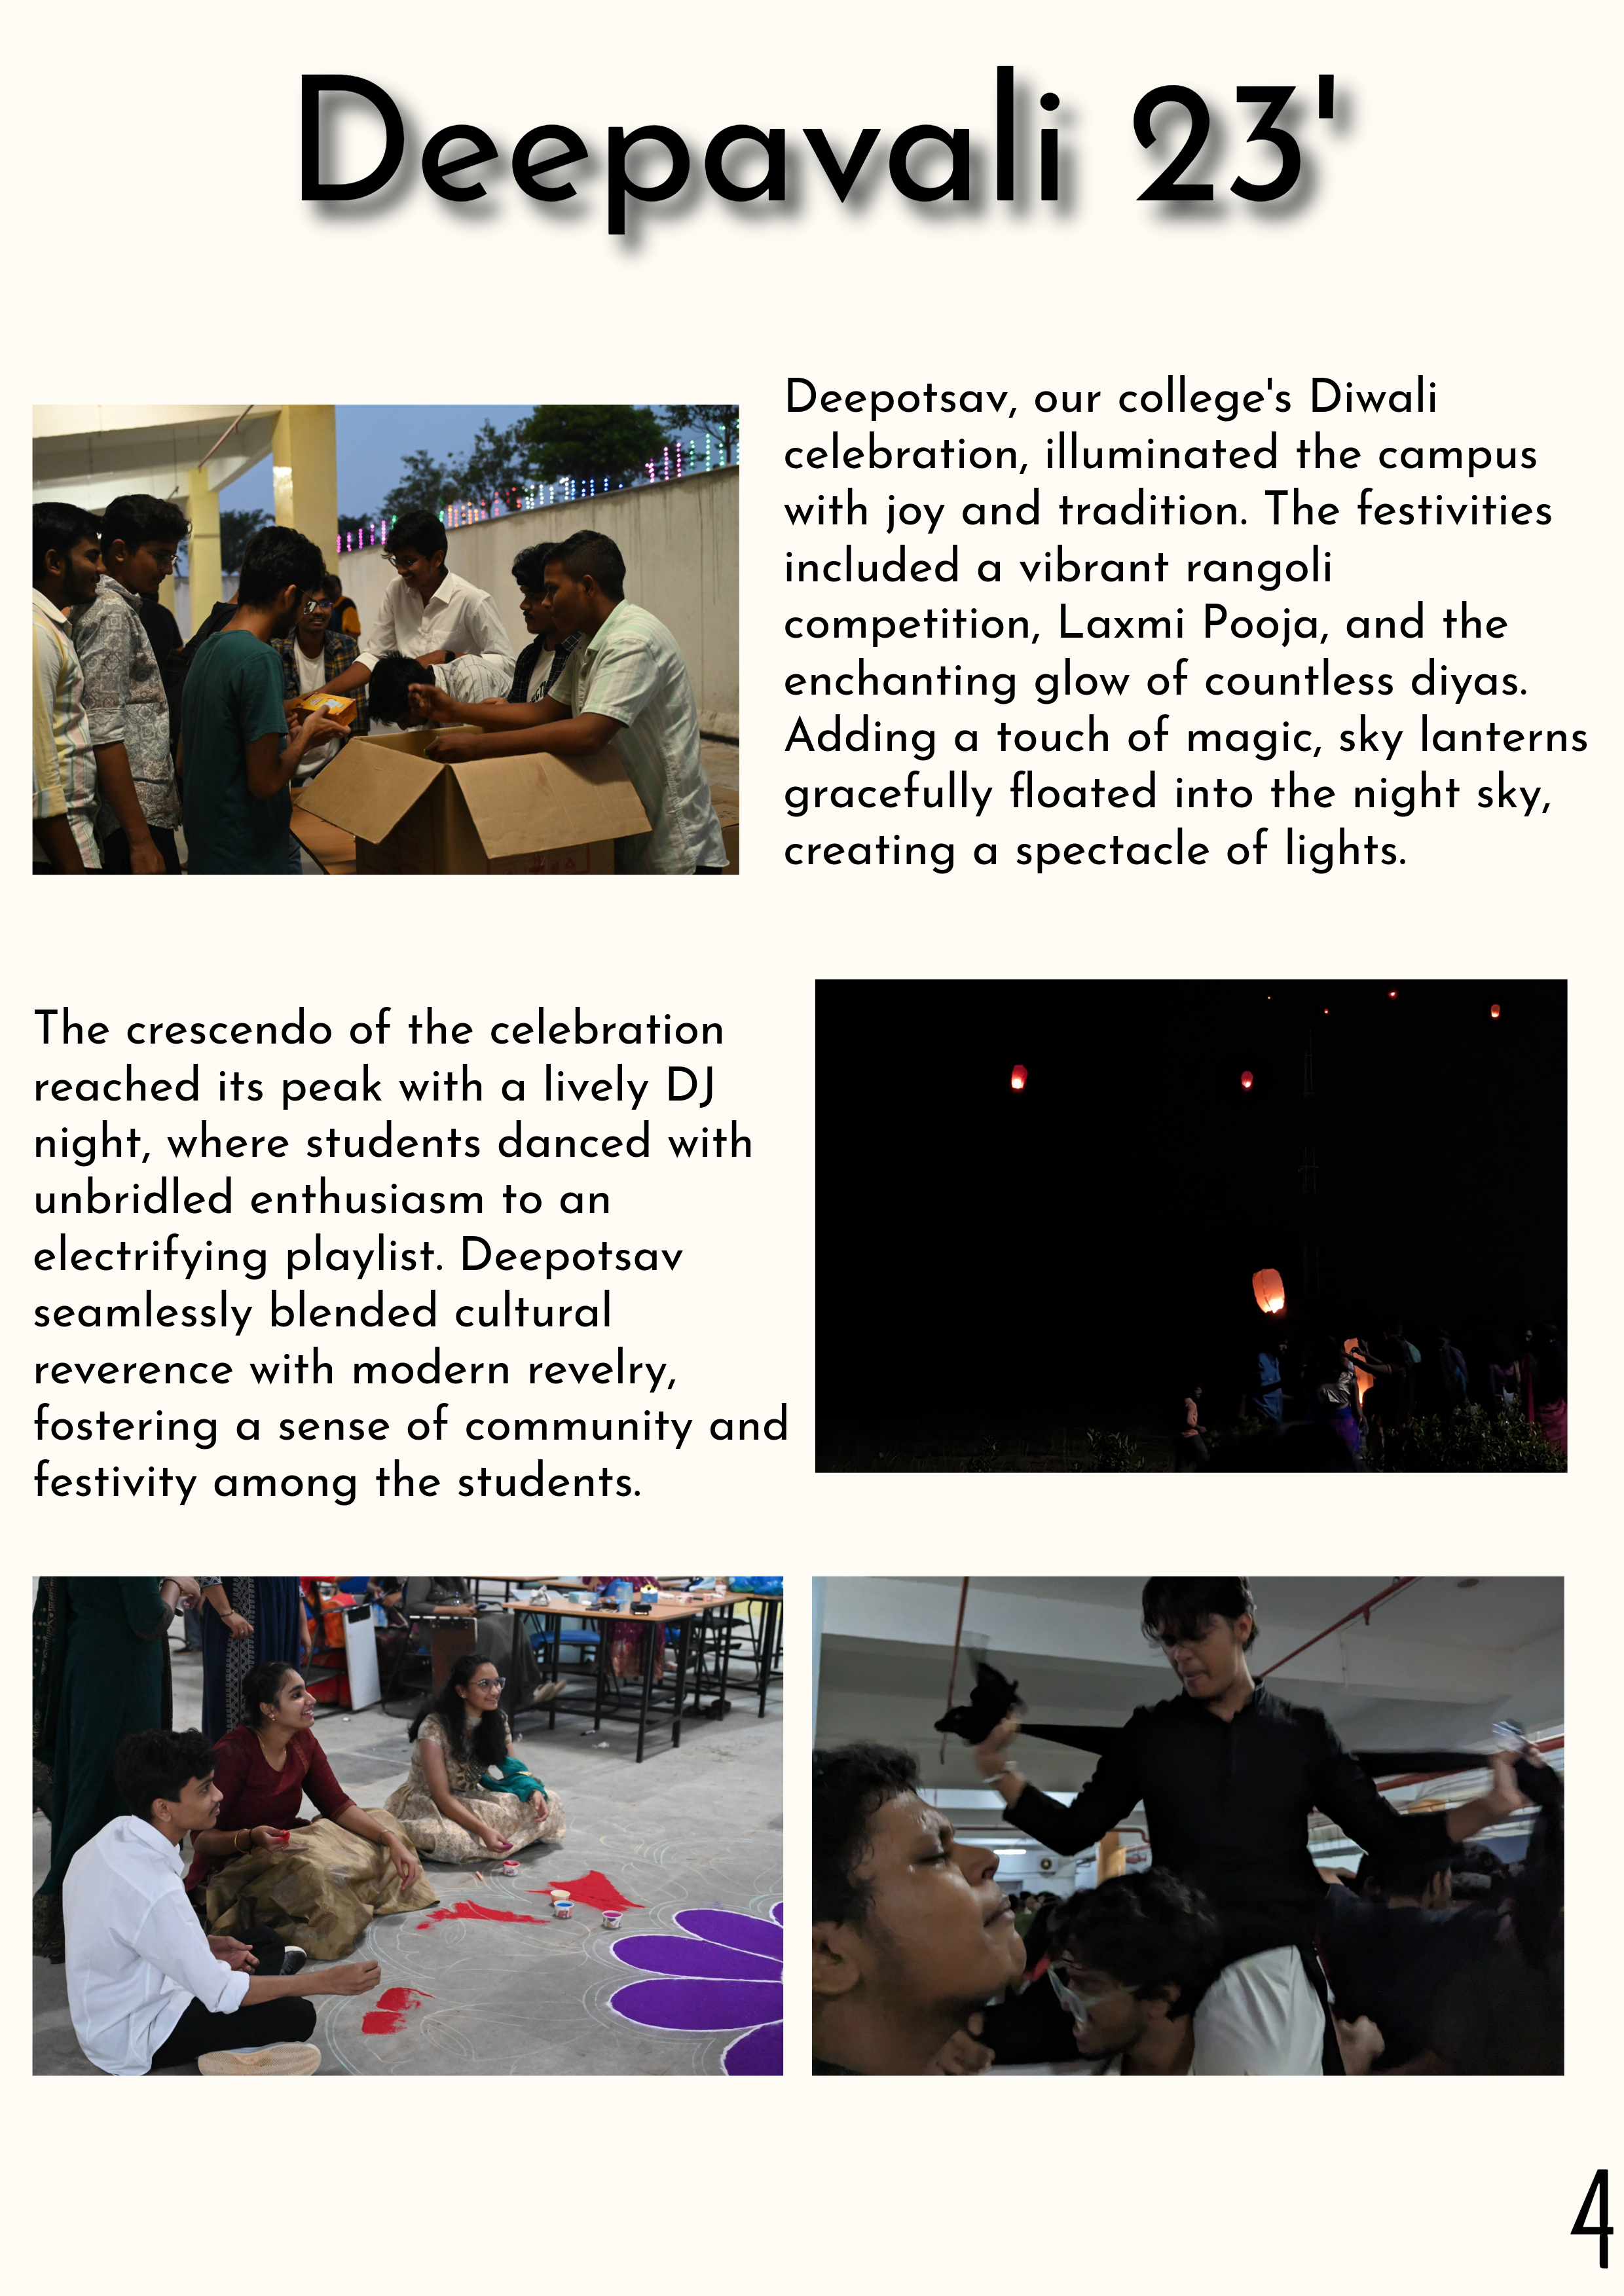 Deepavali 23'
Deepotsav, our college's Diwali
celebration, illuminated the campus
with joy and tradition. The festivities
included a vibrant rangoli
competition, Laxmi Pooja, and the
enchanting glow of countless diyas.
Adding a touch of magic, sky lanterns
gracefully floated into the night sky,
creating a spectacle of lights.
The crescendo of the celebration
reached its peak with a lively DJ
night, where students danced with
unbridled enthusiasm to an
electrifying playlist. Deepotsav
seamlessly blended cultural
reverence with modern revelry,
fostering a sense of community and
festivity among the students.
4